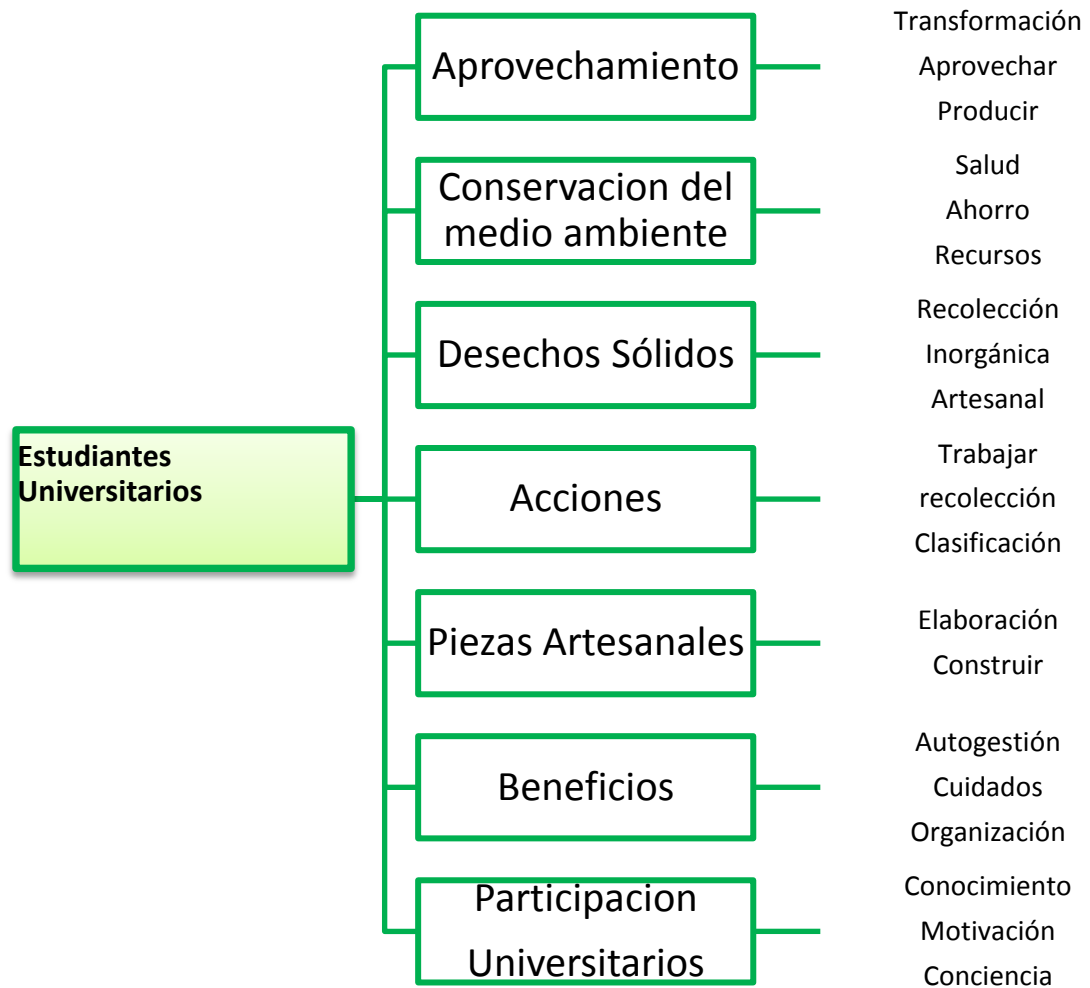 Estudiantes
Universitarios
Aprovechamiento
Transformación
Aprovechar
Producir
Conservacion del
medio ambiente
Salud
Ahorro
Recursos
Desechos Sólidos
Recolección
Inorgánica
Artesanal
Acciones
Trabajar
recolección
Clasificación
Piezas Artesanales
Elaboración
Construir
Beneficios
Autogestión
Cuidados
Organización
Participacion
Universitarios
Conocimiento
Motivación
Conciencia